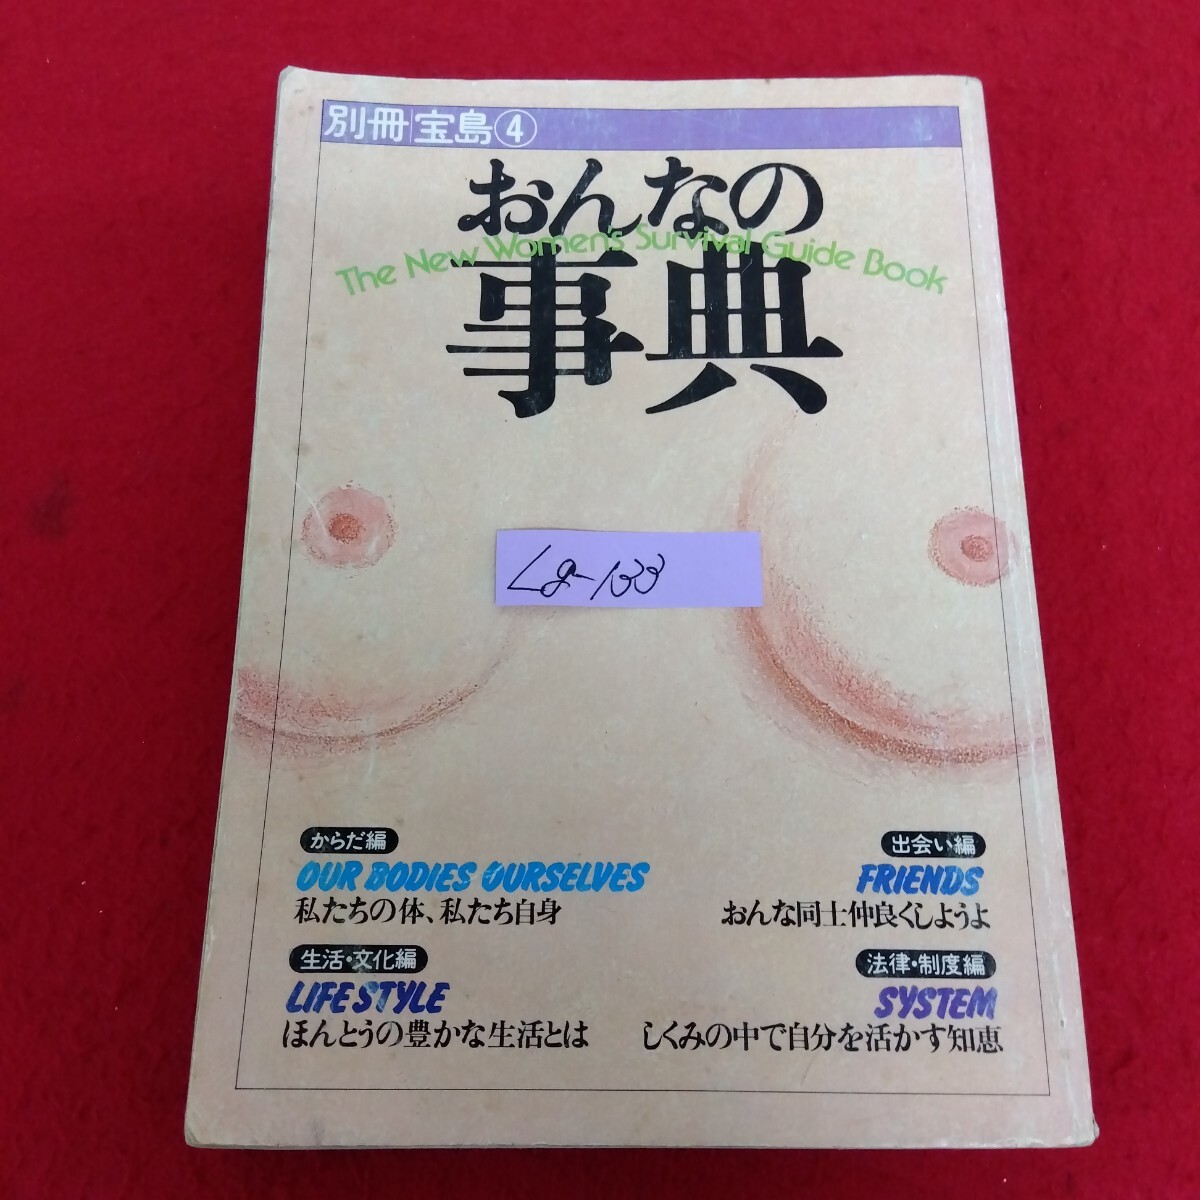 別冊宝島④
おんなの
The New Women's Survival Guide Book
事典
Lg-133
からだ編
OUR BODIES OURSELVES
私たちの体、私たち自身
出会い編
FRIENDS
おんな同士仲良くしようよ
生活・文化編
LIFE STYLE
ほんとうの豊かな生活とは
法律・制度編
SYSTEM
しくみの中で自分を活かす知恵